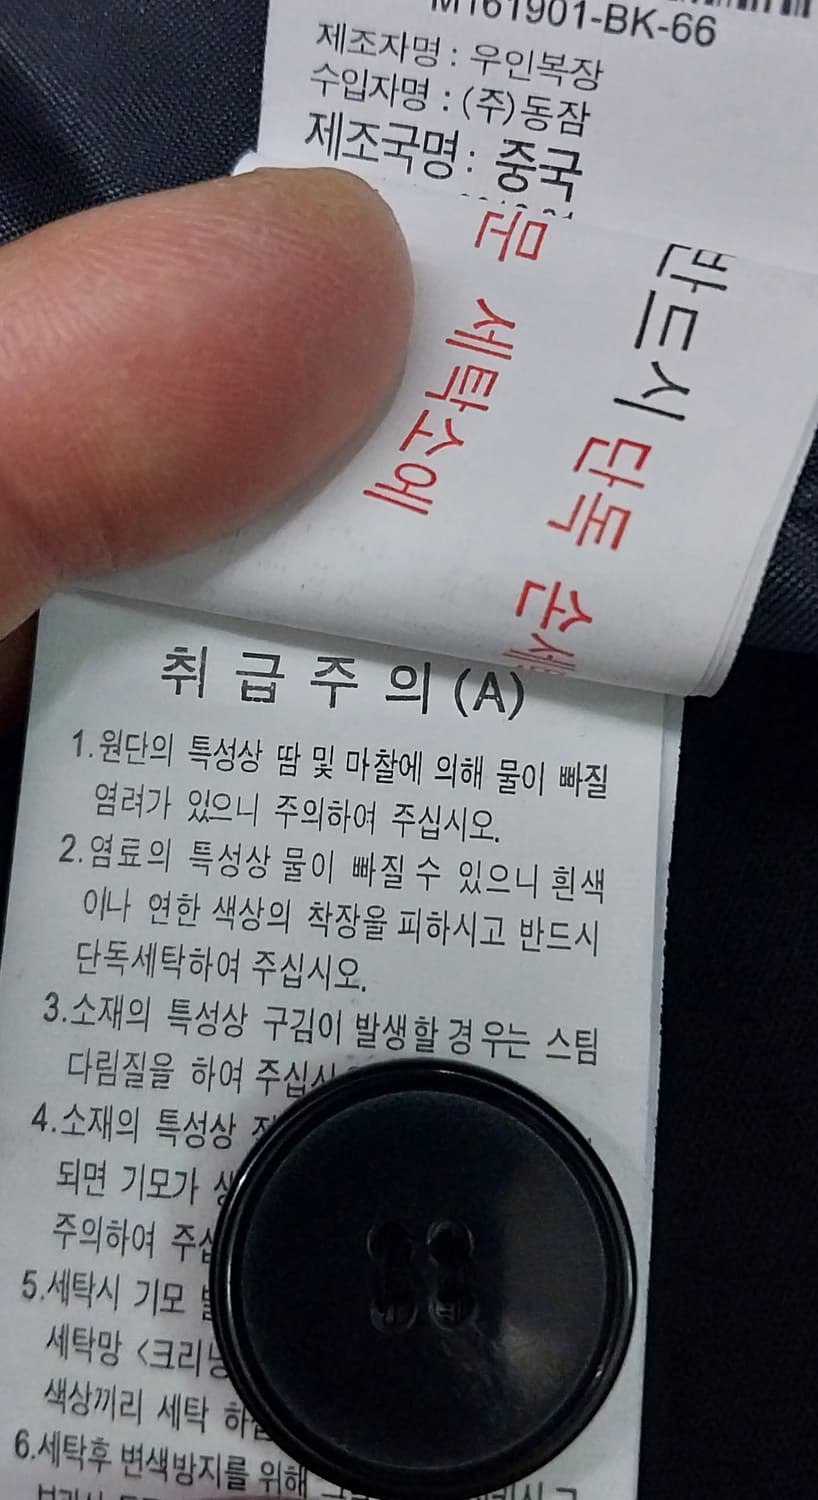 M161901-BK-66
제조자명 : 우인복장
수입자명 : (주)동잠
제조국명 : 중국
반드시 단독 손세
문 세탁소에
취 급 주 의 (A)
1.원단의 특성상 땀 및 마찰에 의해 물이 빠질
염려가 있으니 주의하여 주십시오.
2.염료의 특성상 물이 빠질 수 있으니 흰색
이나 연한 색상의 착장을 피하시고 반드시
단독세탁하여 주십시오.
3.소재의 특성상 구김이 발생할 경우는 스팀
다림질을 하여 주십시
4.소재의 특성상
되면 기모가
주의하여
5.세탁시 기모
세탁망 <크리닝
색상끼리 세탁
6.세탁후 변색방지를 위해